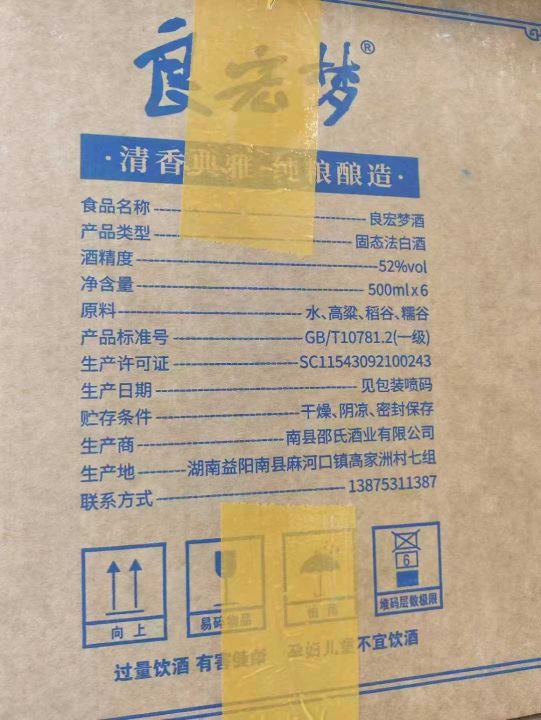 良宏梦®
·清香典雅·纯粮酿造·
食品名称 良宏梦酒
产品类型 固态法白酒
酒精度 52%vol
净含量 500mlx6
原料 水、高粱、稻谷、糯谷
产品标准号 GB/T10781.2(一级)
生产许可证 SC11543092100243
生产日期 见包装喷码
贮存条件 干燥、阴凉、密封保存
生产商 南县邵氏酒业有限公司
生产地 湖南益阳南县麻河口镇高家洲村七组
联系方式 13875311387
6
向上 易碎物品 怕雨 堆码层数极限
过量饮酒 有害健康 孕妇儿童不宜饮酒